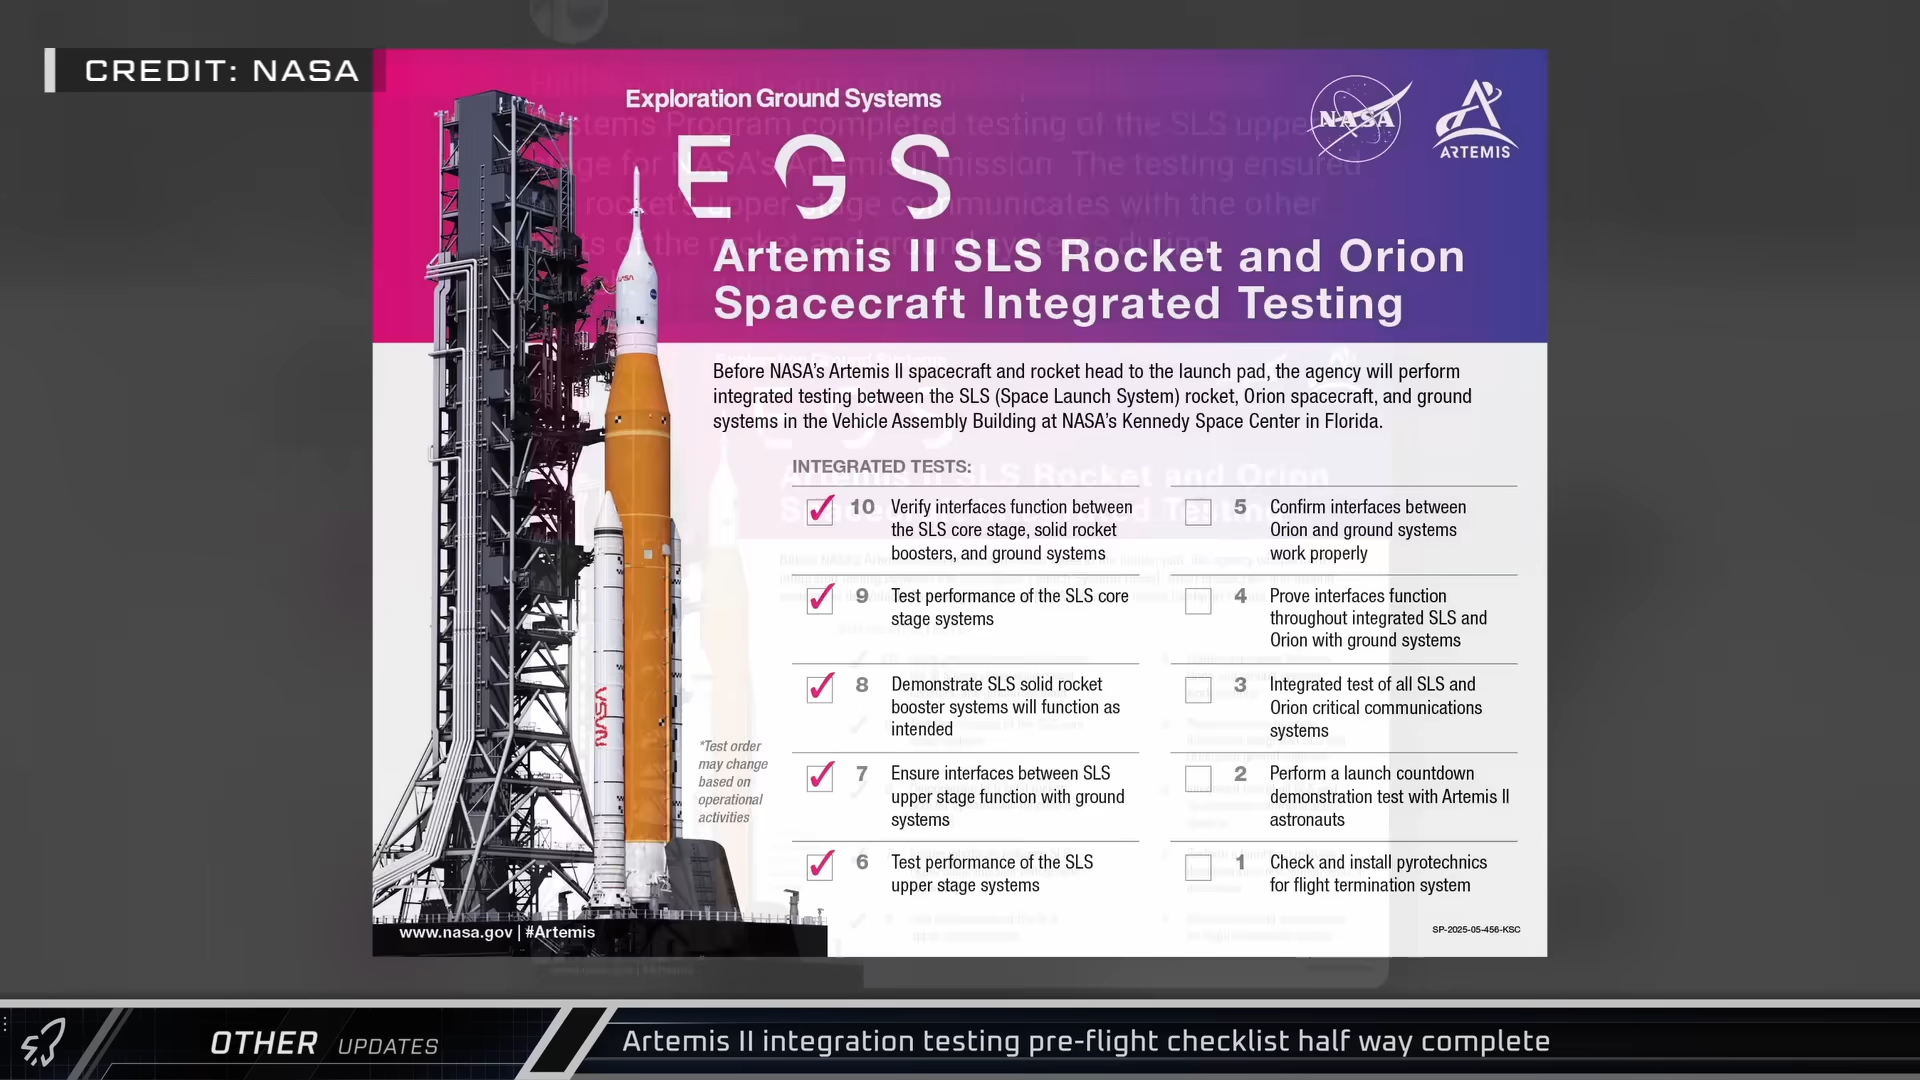 CREDIT: NASA
Exploration Ground Systems
NASA
ARTEMIS
EGS
Artemis II SLS Rocket and Orion
Spacecraft Integrated Testing
Before NASA’s Artemis II spacecraft and rocket head to the launch pad, the agency will perform
integrated testing between the SLS (Space Launch System) rocket, Orion spacecraft, and ground
systems in the Vehicle Assembly Building at NASA’s Kennedy Space Center in Florida.
INTEGRATED TESTS:
10 Verify interfaces function between
the SLS core stage, solid rocket
boosters, and ground systems
9 Test performance of the SLS core
stage systems
8 Demonstrate SLS solid rocket
booster systems will function as
intended
7 Ensure interfaces between SLS
upper stage function with ground
systems
6 Test performance of the SLS
upper stage systems
5 Confirm interfaces between
Orion and ground systems
work properly
4 Prove interfaces function
throughout integrated SLS and
Orion with ground systems
3 Integrated test of all SLS and
Orion critical communications
systems
2 Perform a launch countdown
demonstration test with Artemis II
astronauts
1 Check and install pyrotechnics
for flight termination system
*Test order
may change
based on
operational
activities
NASA
NASA
www.nasa.gov | #Artemis
SP-2025-05-456-KSC
OTHER UPDATES
Artemis II integration testing pre-flight checklist half way complete